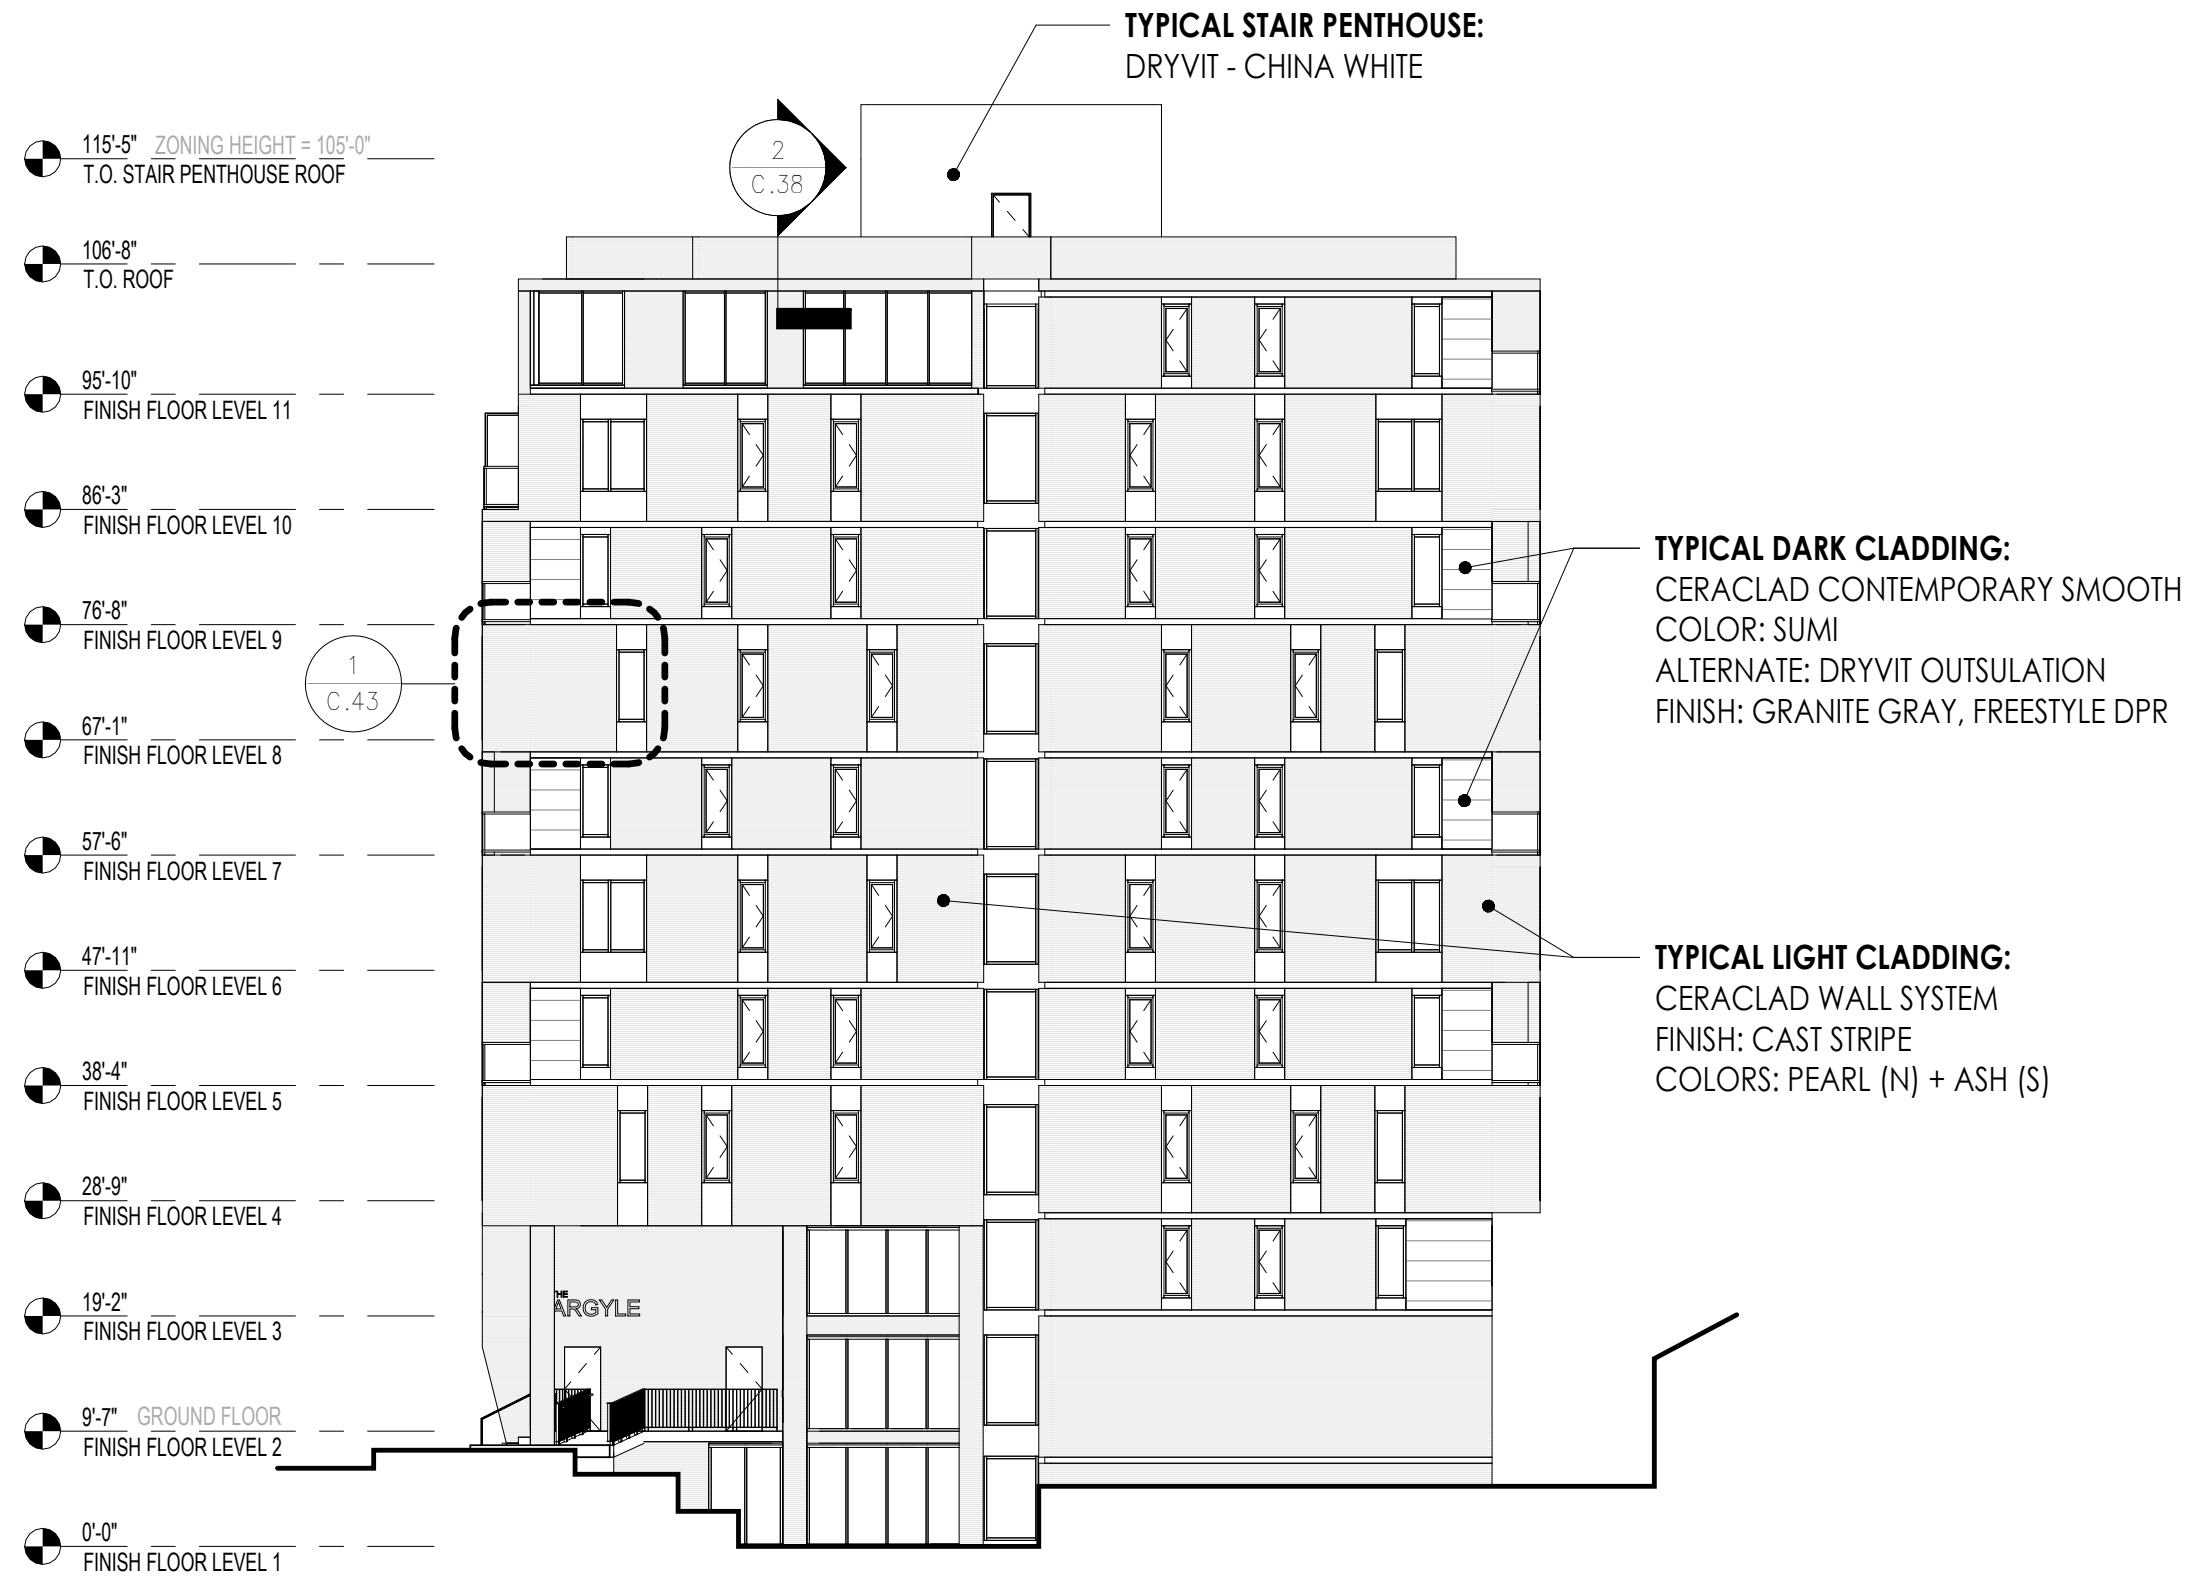 TYPICAL STAIR PENTHOUSE:
DRYVIT - CHINA WHITE
115'-5" ZONING HEIGHT = 105'-0"
T.O. STAIR PENTHOUSE ROOF
2
C.38
106'-8"
T.O. ROOF
95'-10"
FINISH FLOOR LEVEL 11
86'-3"
FINISH FLOOR LEVEL 10
TYPICAL DARK CLADDING:
CERACLAD CONTEMPORARY SMOOTH
COLOR: SUMI
ALTERNATE: DRYVIT OUTSULATION
FINISH: GRANITE GRAY, FREESTYLE DPR
76'-8"
FINISH FLOOR LEVEL 9
1
C.43
67'-1"
FINISH FLOOR LEVEL 8
57'-6"
FINISH FLOOR LEVEL 7
47'-11"
FINISH FLOOR LEVEL 6
TYPICAL LIGHT CLADDING:
CERACLAD WALL SYSTEM
FINISH: CAST STRIPE
COLORS: PEARL (N) + ASH (S)
38'-4"
FINISH FLOOR LEVEL 5
28'-9"
FINISH FLOOR LEVEL 4
THE
ARGYLE
19'-2"
FINISH FLOOR LEVEL 3
9'-7" GROUND FLOOR
FINISH FLOOR LEVEL 2
0'-0"
FINISH FLOOR LEVEL 1